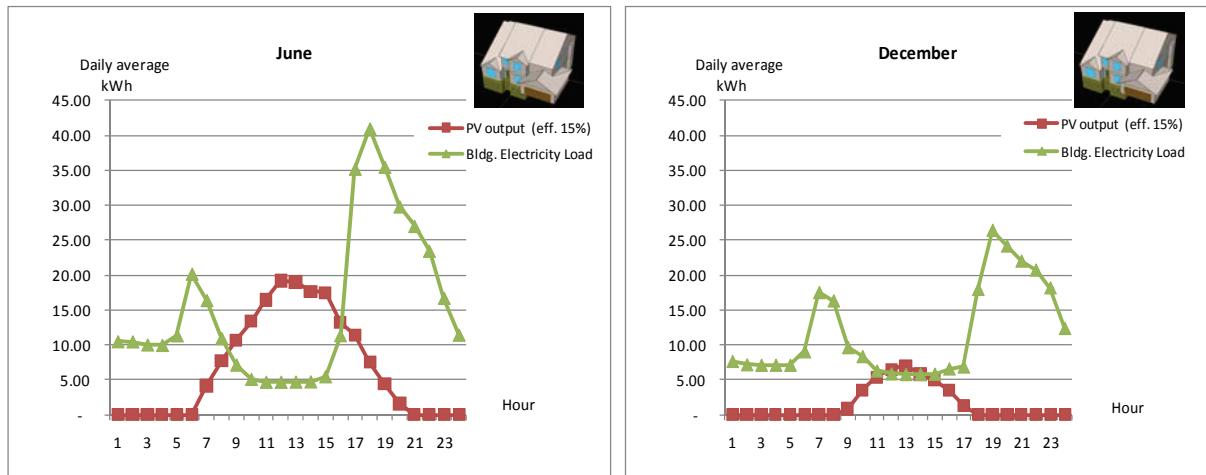 June
Daily average
kWh
45.00
40.00
35.00
30.00
25.00
20.00
15.00
10.00
5.00
-
PV output (eff. 15%)
Bldg. Electricity Load
Hour
1 3 5 7 9 11 13 15 17 19 21 23
December
Daily average
kWh
45.00
40.00
35.00
30.00
25.00
20.00
15.00
10.00
5.00
-
PV output (eff. 15%)
Bldg. Electricity Load
Hour
1 3 5 7 9 11 13 15 17 19 21 23